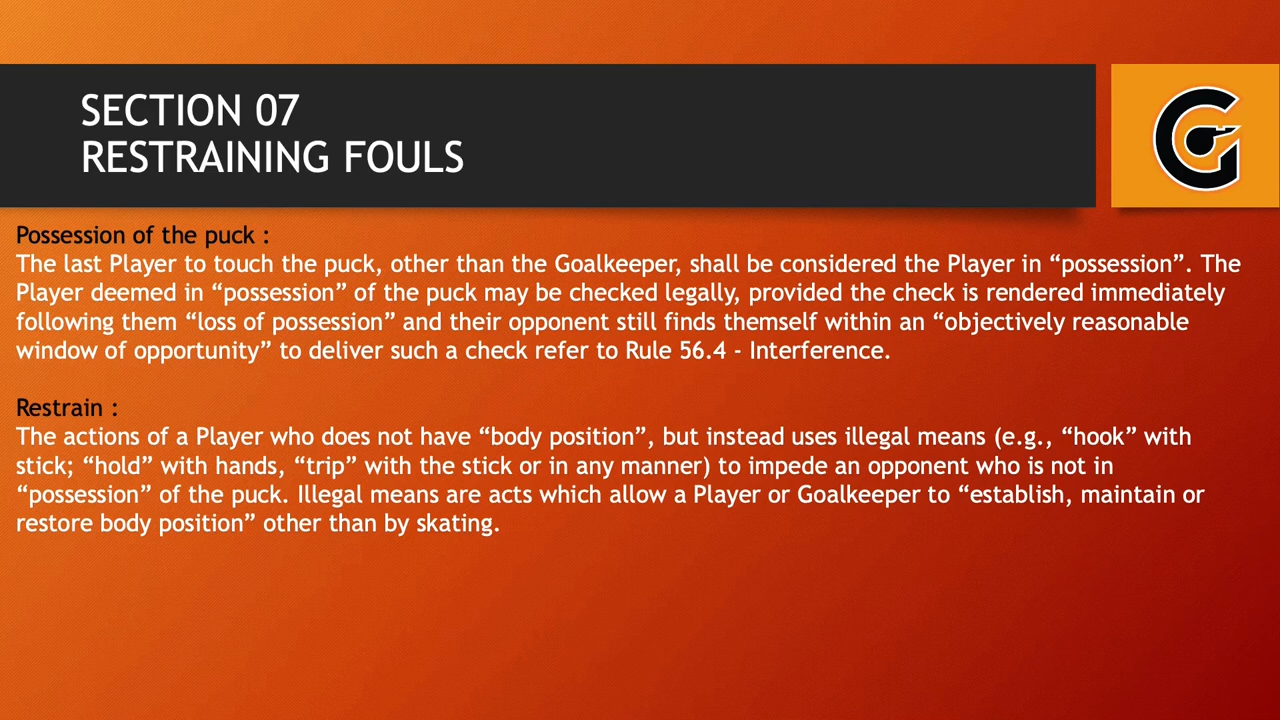 SECTION 07
RESTRAINING FOULS
G
Possession of the puck :
The last Player to touch the puck, other than the Goalkeeper, shall be considered the Player in “possession”. The
Player deemed in “possession” of the puck may be checked legally, provided the check is rendered immediately
following them “loss of possession” and their opponent still finds themself within an “objectively reasonable
window of opportunity” to deliver such a check refer to Rule 56.4 - Interference.
Restrain :
The actions of a Player who does not have “body position”, but instead uses illegal means (e.g., “hook” with
stick; “hold” with hands, “trip” with the stick or in any manner) to impede an opponent who is not in
“possession” of the puck. Illegal means are acts which allow a Player or Goalkeeper to “establish, maintain or
restore body position” other than by skating.